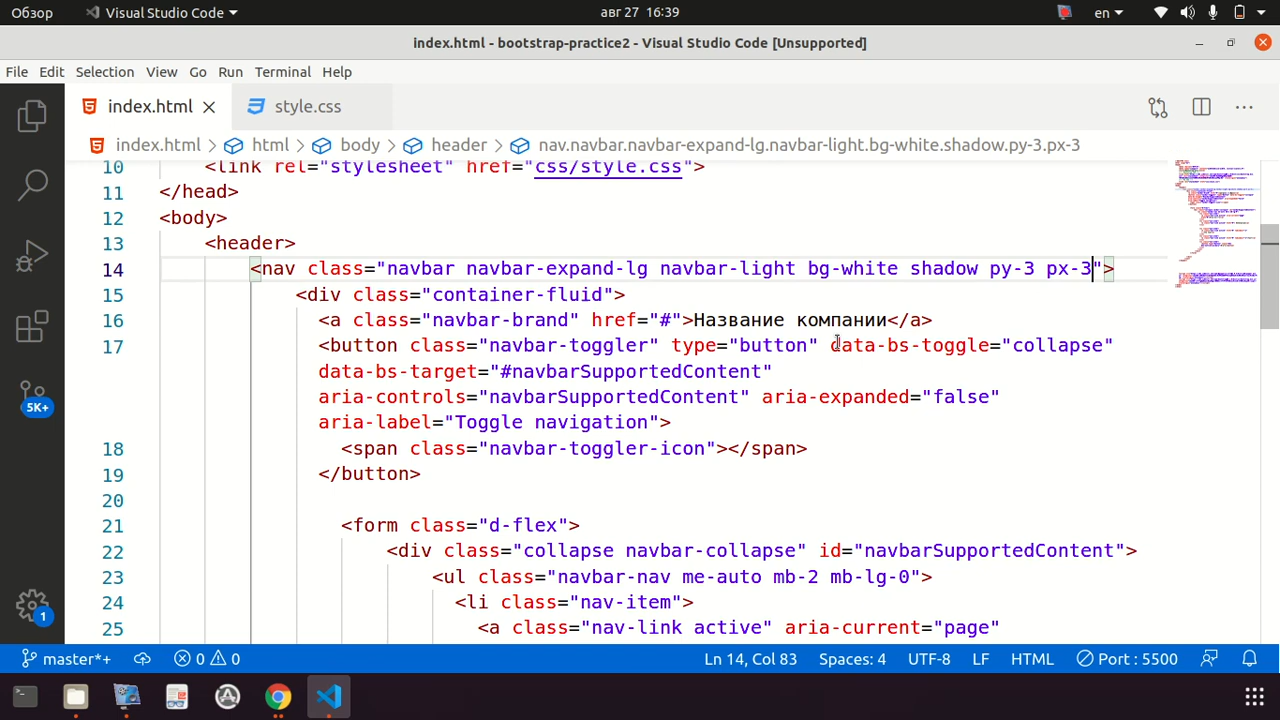 Обзор Visual Studio Code авг 27 16:39 en
index.html - bootstrap-practice2 - Visual Studio Code [Unsupported]
File Edit Selection View Go Run Terminal Help
index.html style.css
index.html > html > body > header > nav.navbar.navbar-expand-lg.navbar-light.bg-white.shadow.py-3.px-3
10 <link rel="stylesheet" href="css/style.css">
11 </head>
12 <body>
13 <header>
14 <nav class="navbar navbar-expand-lg navbar-light bg-white shadow py-3 px-3">
15 <div class="container-fluid">
16 <a class="navbar-brand" href="#">Название компании</a>
17 <button class="navbar-toggler" type="button" data-bs-toggle="collapse"
data-bs-target="#navbarSupportedContent"
aria-controls="navbarSupportedContent" aria-expanded="false"
aria-label="Toggle navigation">
18 <span class="navbar-toggler-icon"></span>
19 </button>
20
21 <form class="d-flex">
22 <div class="collapse navbar-collapse" id="navbarSupportedContent">
23 <ul class="navbar-nav me-auto mb-2 mb-lg-0">
24 <li class="nav-item">
25 <a class="nav-link active" aria-current="page"
5K+
1
master*+ 0 0 Ln 14, Col 83 Spaces: 4 UTF-8 LF HTML Port : 5500